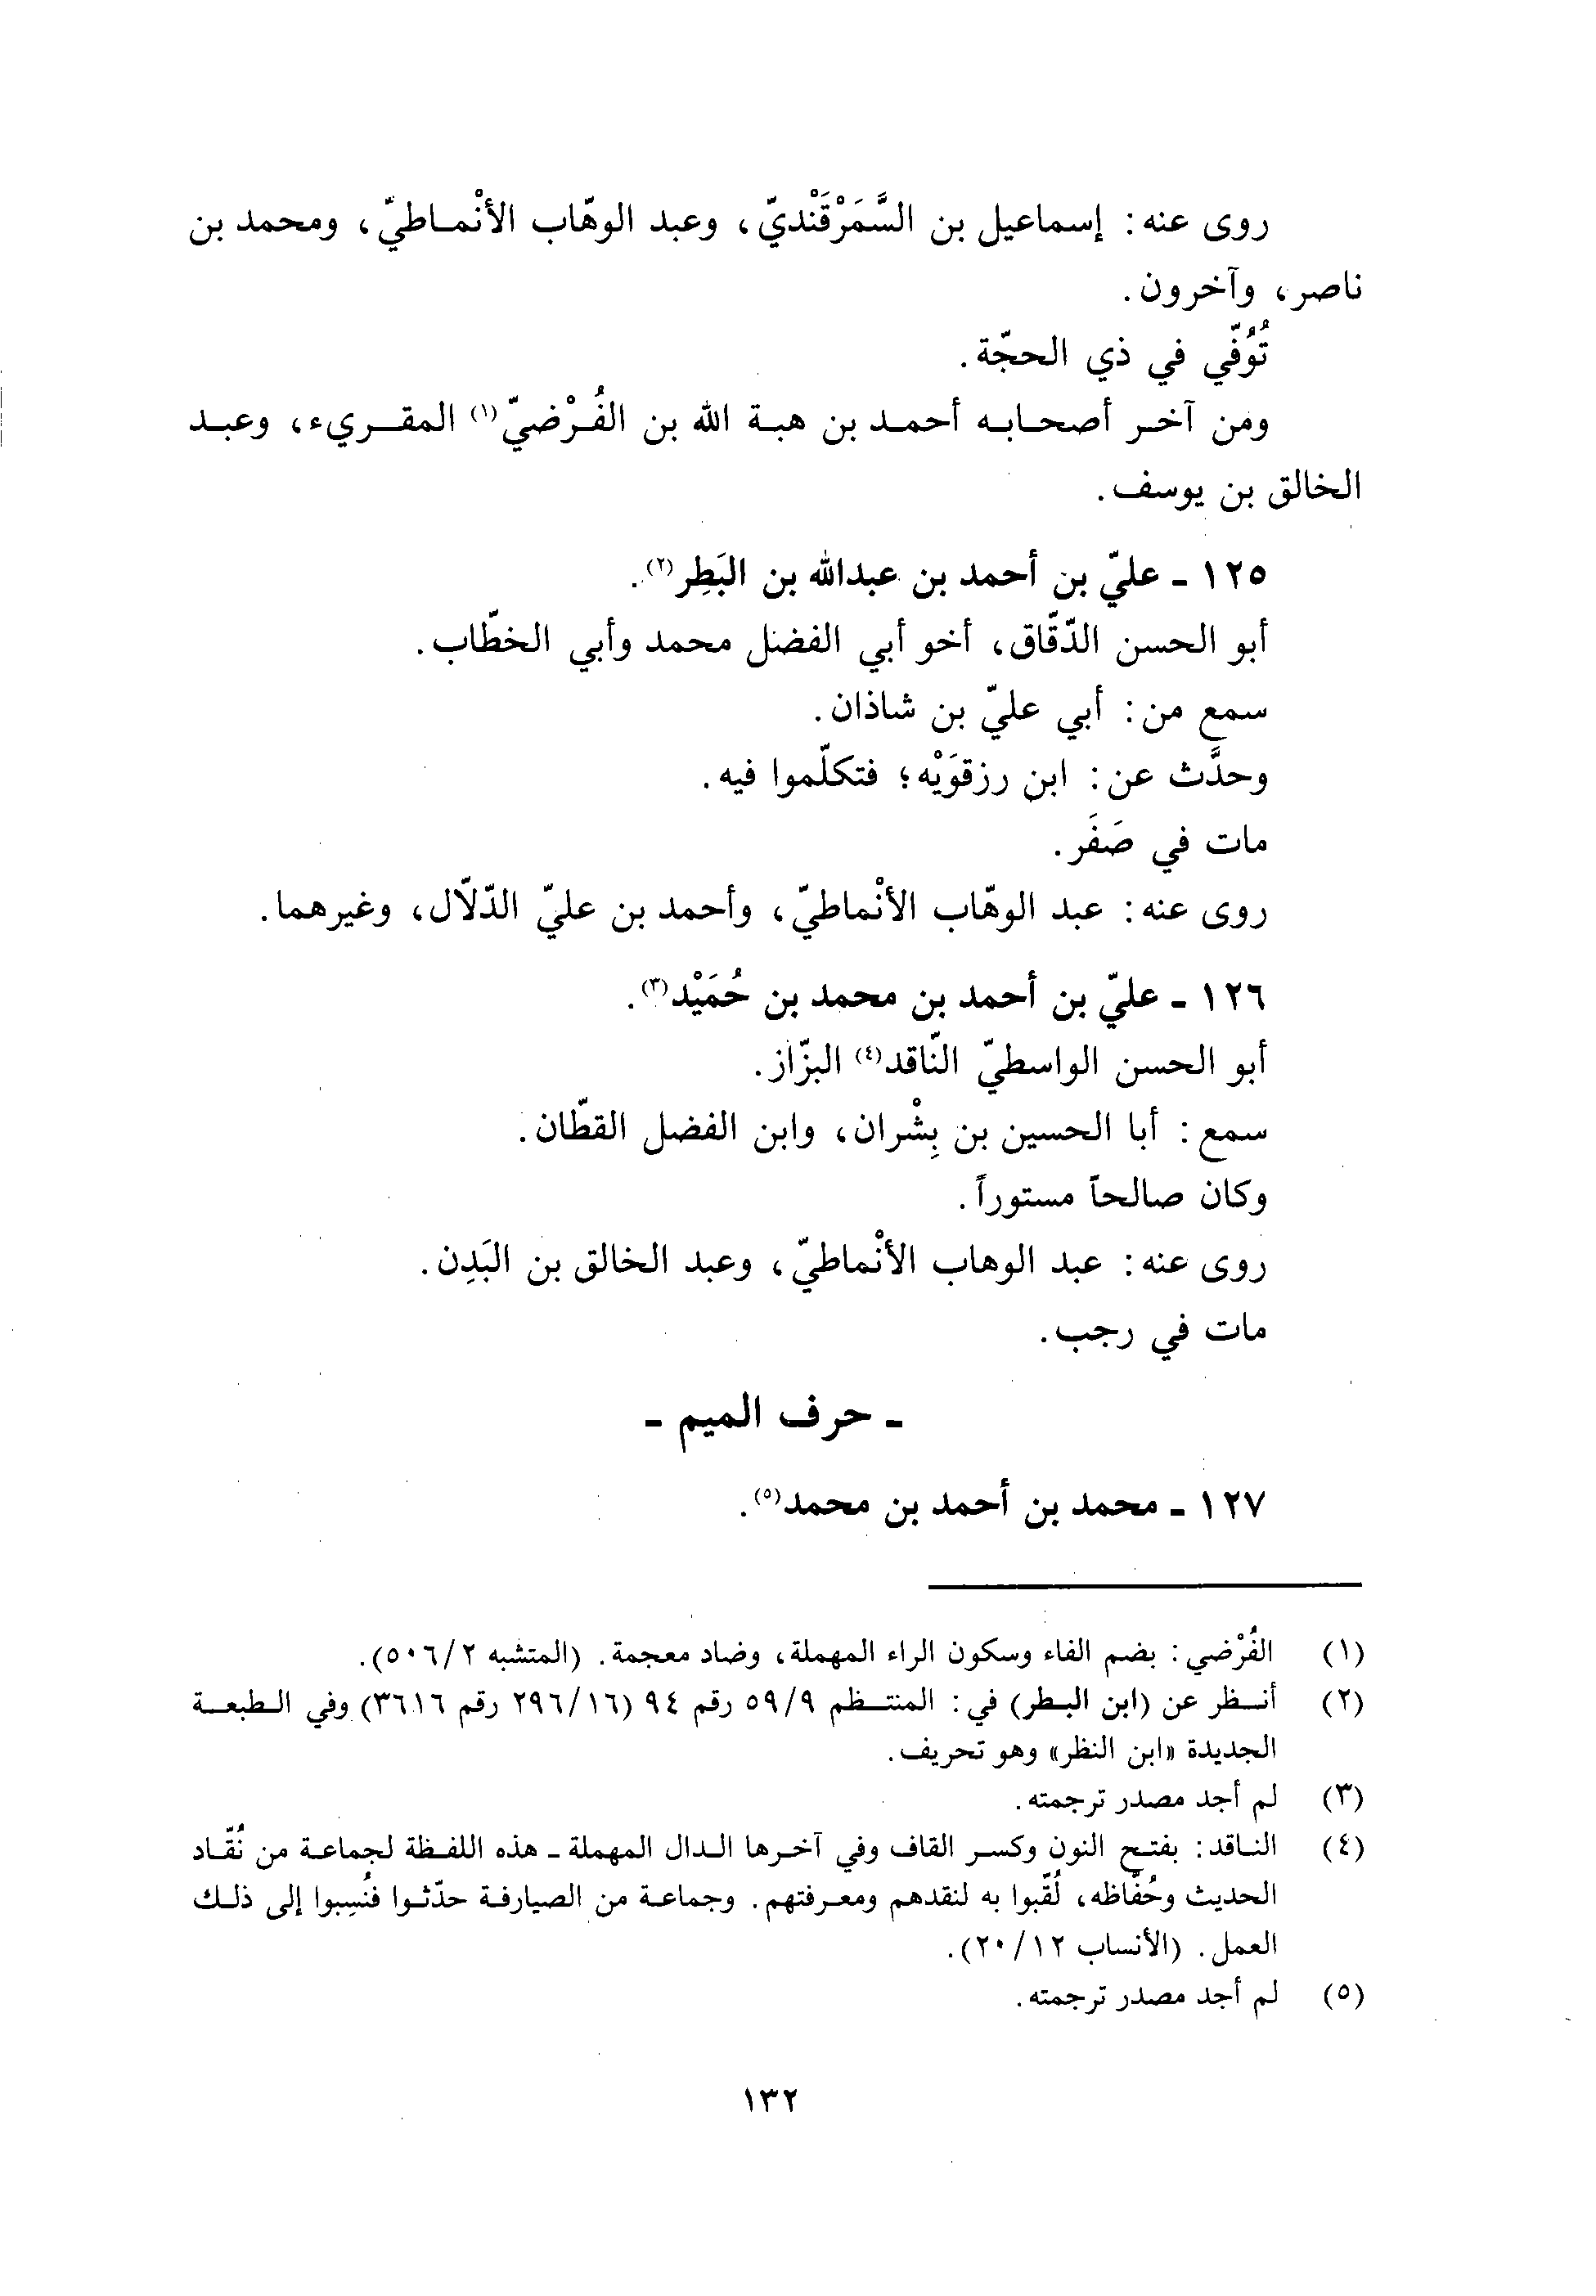 روى عنه: إسماعيل بن السَّمَرْقَنْديّ، وعبد الوهّاب الأنْماطيّ، ومحمد بن
ناصر، وآخرون.
تُوُفّي في ذي الحجّة.
ومن آخر أصحابه أحمد بن هبة الله بن الفُرْضيّ(١) المقريء، وعبد
الخالق بن يوسف.
١٢٥ ـ عليّ بن أحمد بن عبدالله بن البَطِر(٢).
أبو الحسن الدّقّاق، أخو أبي الفضل محمد وأبي الخطّاب.
سمع من: أبي عليّ بن شاذان.
وحدَّث عن: ابن رزقوَيْه؛ فتكلّموا فيه.
مات في صَفَر.
روى عنه: عبد الوهّاب الأنْماطيّ، وأحمد بن عليّ الدّلّال، وغيرهما.
١٢٦ ـ عليّ بن أحمد بن محمد بن حُمَيْد(٣).
أبو الحسن الواسطيّ النّاقد(٤) البزّاز.
سمع: أبا الحسين بن بِشْران، وابن الفضل القطّان.
وكان صالحاً مستوراً.
روى عنه: عبد الوهاب الأنْماطيّ، وعبد الخالق بن البَدِن.
مات في رجب.
ـ حرف الميم ـ
١٢٧ ـ محمد بن أحمد بن محمد(٥).
(١) الفُرْضي: بضم الفاء وسكون الراء المهملة، وضاد معجمة. (المتشبه ٥٠٦/٢).
(٢) أنظر عن (ابن البطر) في: المنتظم ٥٩/٩ رقم ٩٤ (٢٩٦/١٦ رقم ٣٦١٦) وفي الطبعة
الجديدة «ابن النظر» وهو تحريف.
(٣) لم أجد مصدر ترجمته.
(٤) الناقد: بفتح النون وكسر القاف وفي آخرها الدال المهملة ـ هذه اللفظة لجماعة من نُقّاد
الحديث وحُفّاظه، لُقّبوا به لنقدهم ومعرفتهم. وجماعة من الصيارفة حدّثوا فنُسِبوا إلى ذلك
العمل. (الأنساب ٢٠/١٢).
(٥) لم أجد مصدر ترجمته.
١٣٢